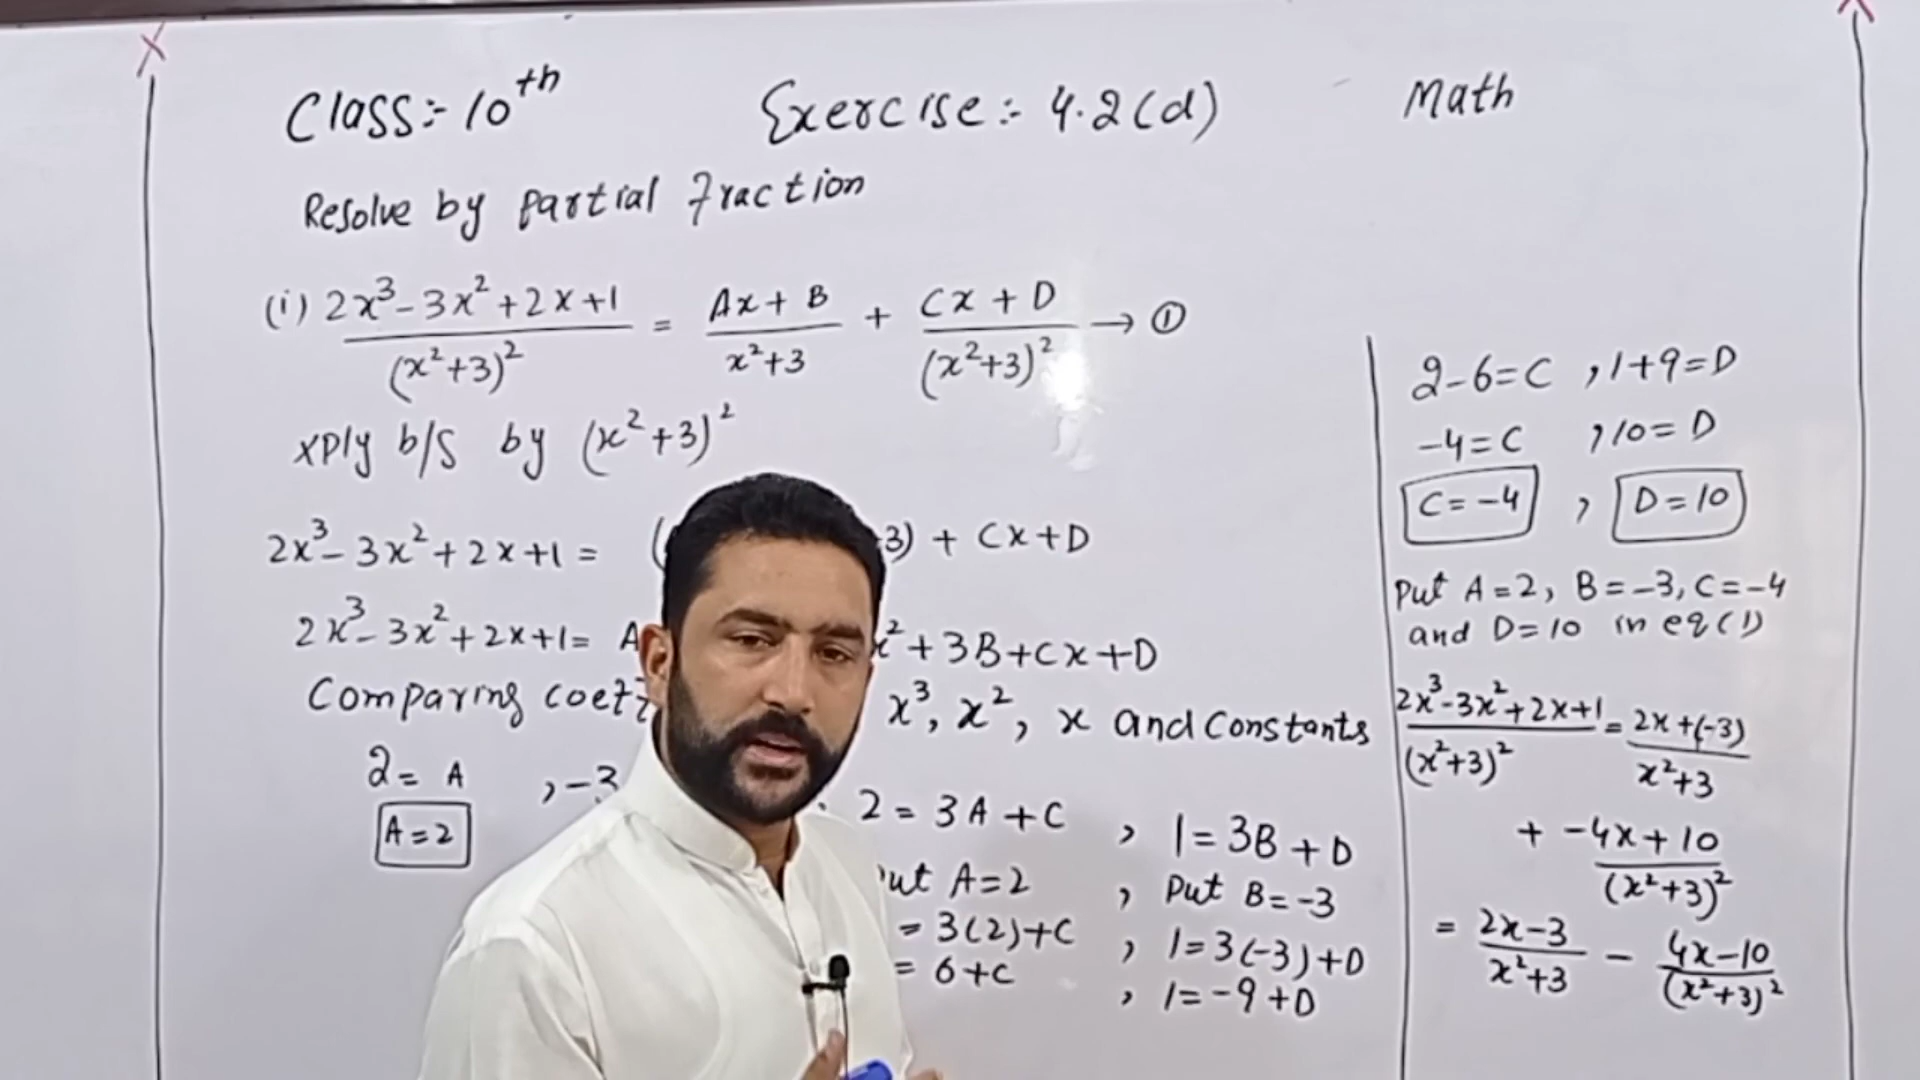 Class:- 10th Exercise:- 4.2(d) Math
Resolve by Partial Fraction
(i) 2x³-3x²+2x+1 / (x²+3)² = Ax+B / x²+3 + Cx+D / (x²+3)² → ①
xply b/s by (x²+3)²
2x³-3x²+2x+1 = ( 3) + Cx+D
2x³-3x²+2x+1= A x²+3B+Cx+D
Comparing x³, x², x and constants
2= A , -3 2 = 3A+C , 1=3B+D
A=2
A=2 , Put B=-3
= 3(2)+C , 1=3(-3)+D
= 6+C , 1=-9+D
2-6=C , 1+9=D
-4=C , 10=D
C=-4 , D=10
Put A=2, B=-3, C=-4
and D=10 in eq(1)
2x³-3x²+2x+1 / (x²+3)² = 2x+(-3) / x²+3
+ -4x+10 / (x²+3)²
= 2x-3 / x²+3 - 4x-10 / (x²+3)²